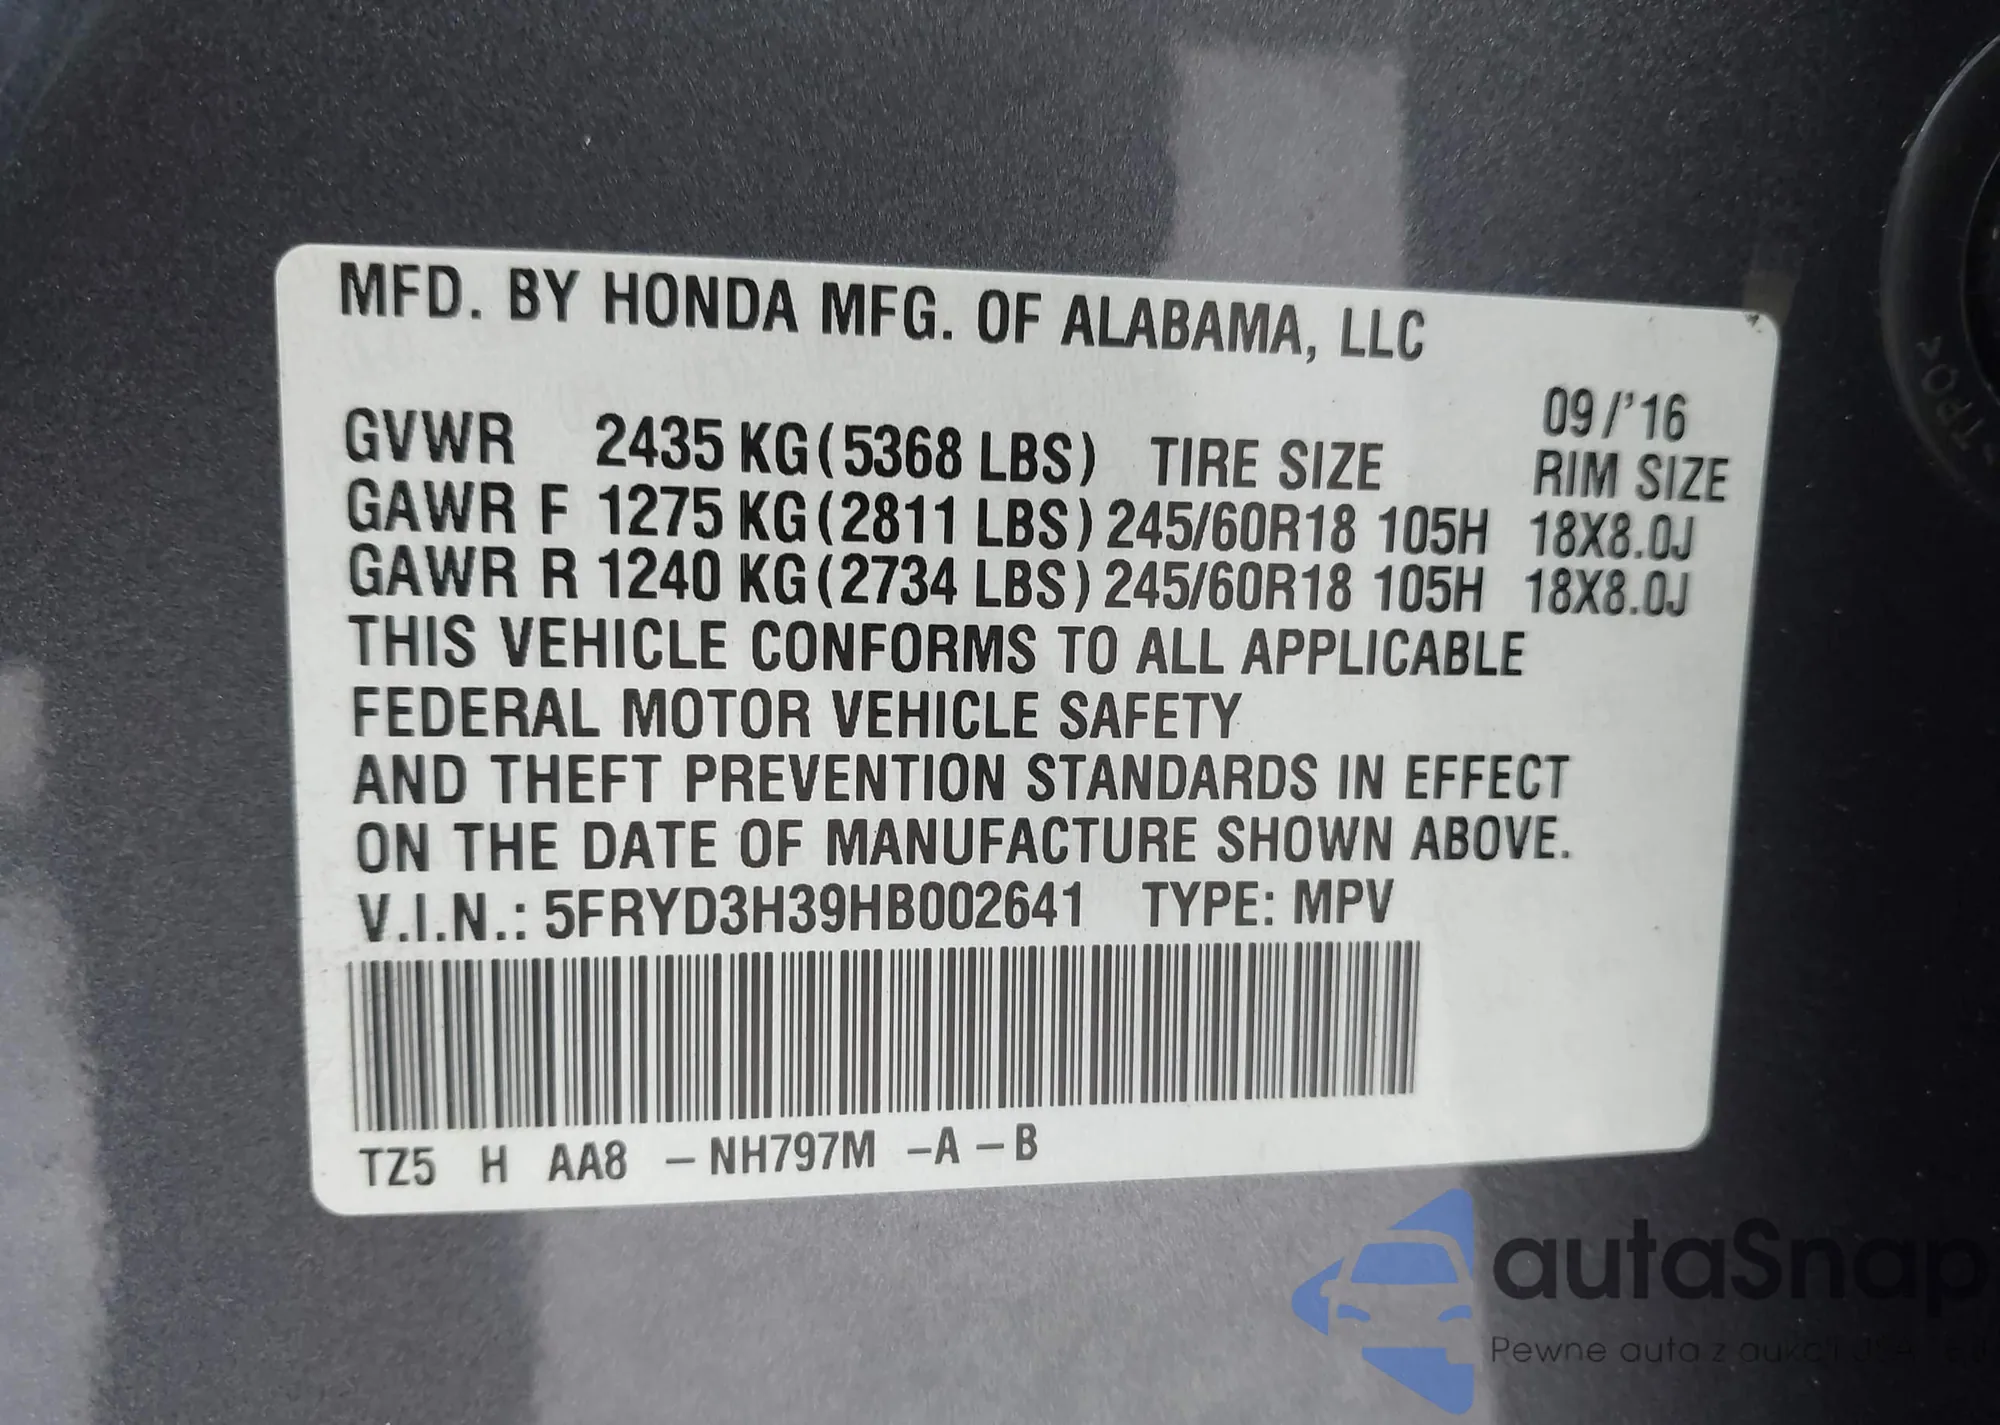 MFD. BY HONDA MFG. OF ALABAMA, LLC
09/'16
GVWR 2435 KG(5368 LBS) TIRE SIZE RIM SIZE
GAWR F 1275 KG(2811 LBS) 245/60R18 105H 18X8.0J
GAWR R 1240 KG(2734 LBS) 245/60R18 105H 18X8.0J
THIS VEHICLE CONFORMS TO ALL APPLICABLE
FEDERAL MOTOR VEHICLE SAFETY
AND THEFT PREVENTION STANDARDS IN EFFECT
ON THE DATE OF MANUFACTURE SHOWN ABOVE.
V.I.N.: 5FRYD3H39HB002641 TYPE: MPV
TZ5 H AA8 – NH797M –A – B
autaSnap
Pewne auta z aukcji